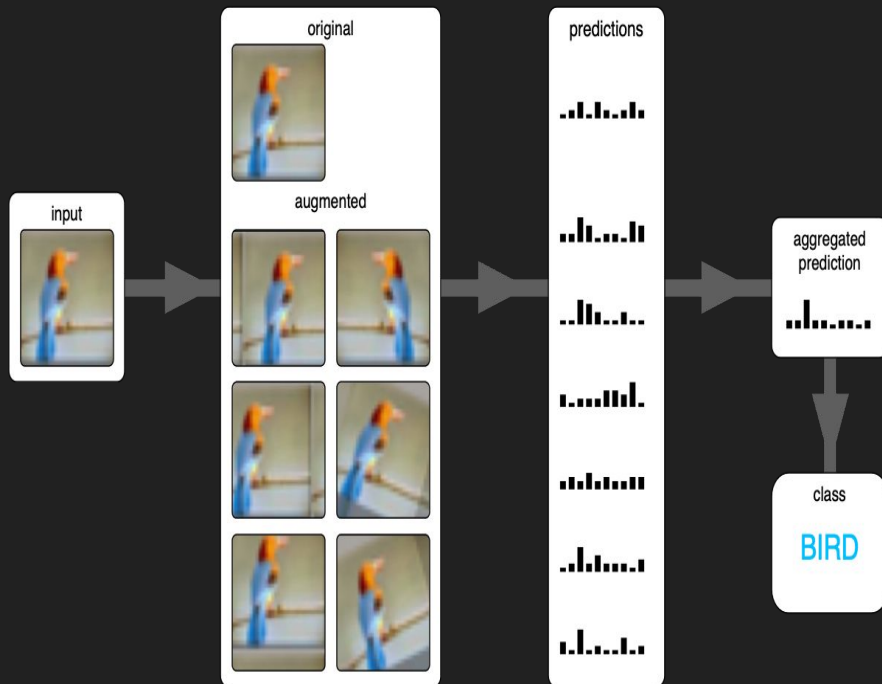 input
original
augmented
predictions
aggregated
prediction
class
BIRD